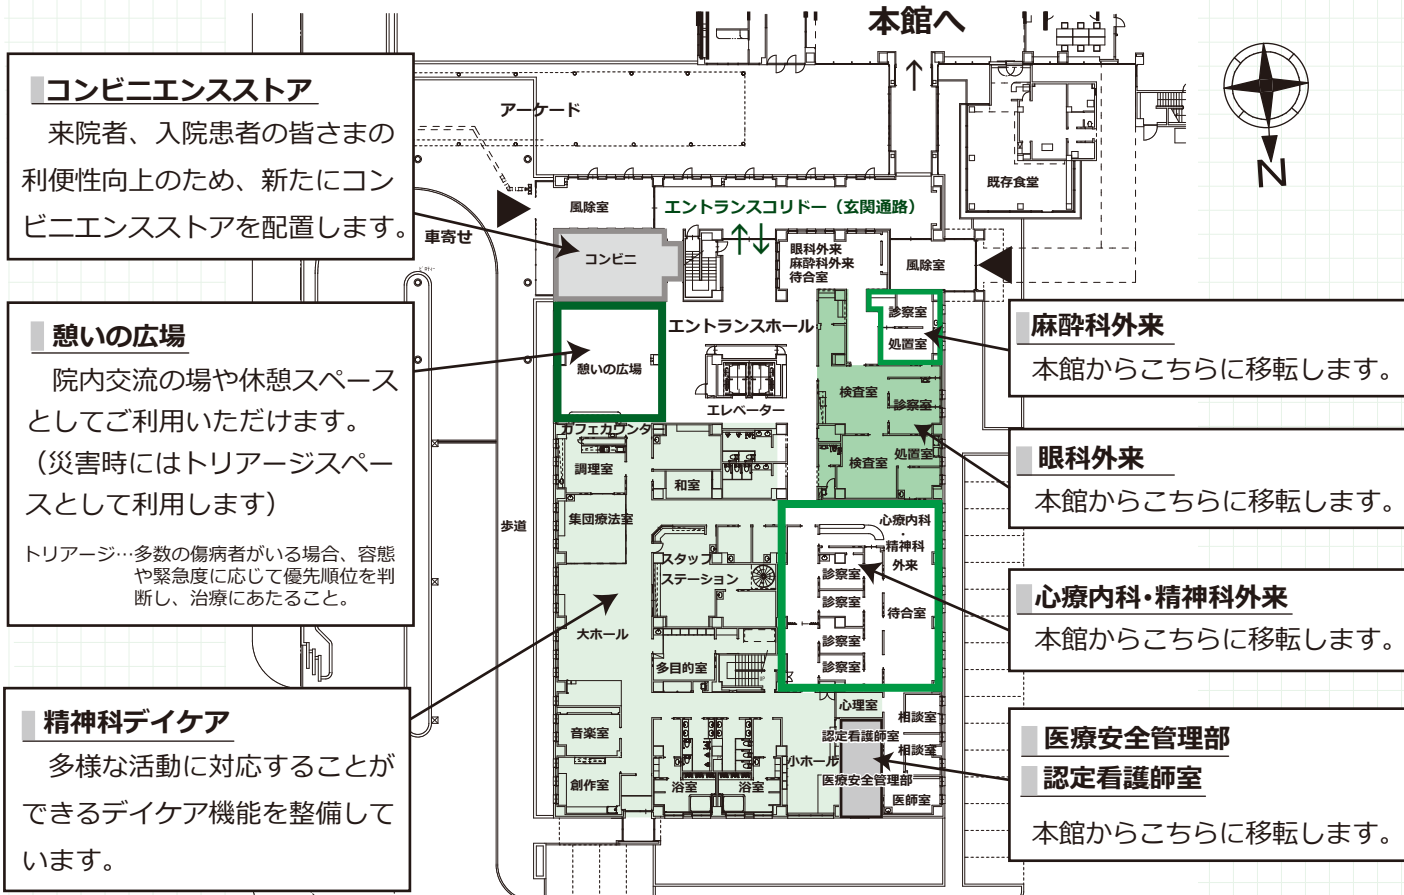 本館へ
コンビニエンスストア
来院者、入院患者の皆さまの
利便性向上のため、新たにコン
ビニエンスストアを配置します。
憩いの広場
院内交流の場や休憩スペース
としてご利用いただけます。
（災害時にはトリアージスペー
スとして利用します）
トリアージ…多数の傷病者がいる場合、容態
や緊急度に応じて優先順位を判
断し、治療にあたること。
精神科デイケア
多様な活動に対応することが
できるデイケア機能を整備して
います。
アーケード
風除室
エントランスコリドー（玄関通路）
車寄せ
コンビニ
眼科外来
麻酔科外来
待合室
風除室
既存食堂
N
エントランスホール
診察室
処置室
憩いの広場
エレベーター
検査室
診察室
カフェカウンタ
調理室
和室
検査室
処置室
歩道
集団療法室
スタッフ
ステーション
心療内科
・
精神科
外来
診察室
診察室
診察室
診察室
待合室
大ホール
多目的室
音楽室
創作室
浴室
浴室
小ホール
心理室
認定看護師室
医療安全管理部
相談室
相談室
医師室
麻酔科外来
本館からこちらに移転します。
眼科外来
本館からこちらに移転します。
心療内科・精神科外来
本館からこちらに移転します。
医療安全管理部
認定看護師室
本館からこちらに移転します。